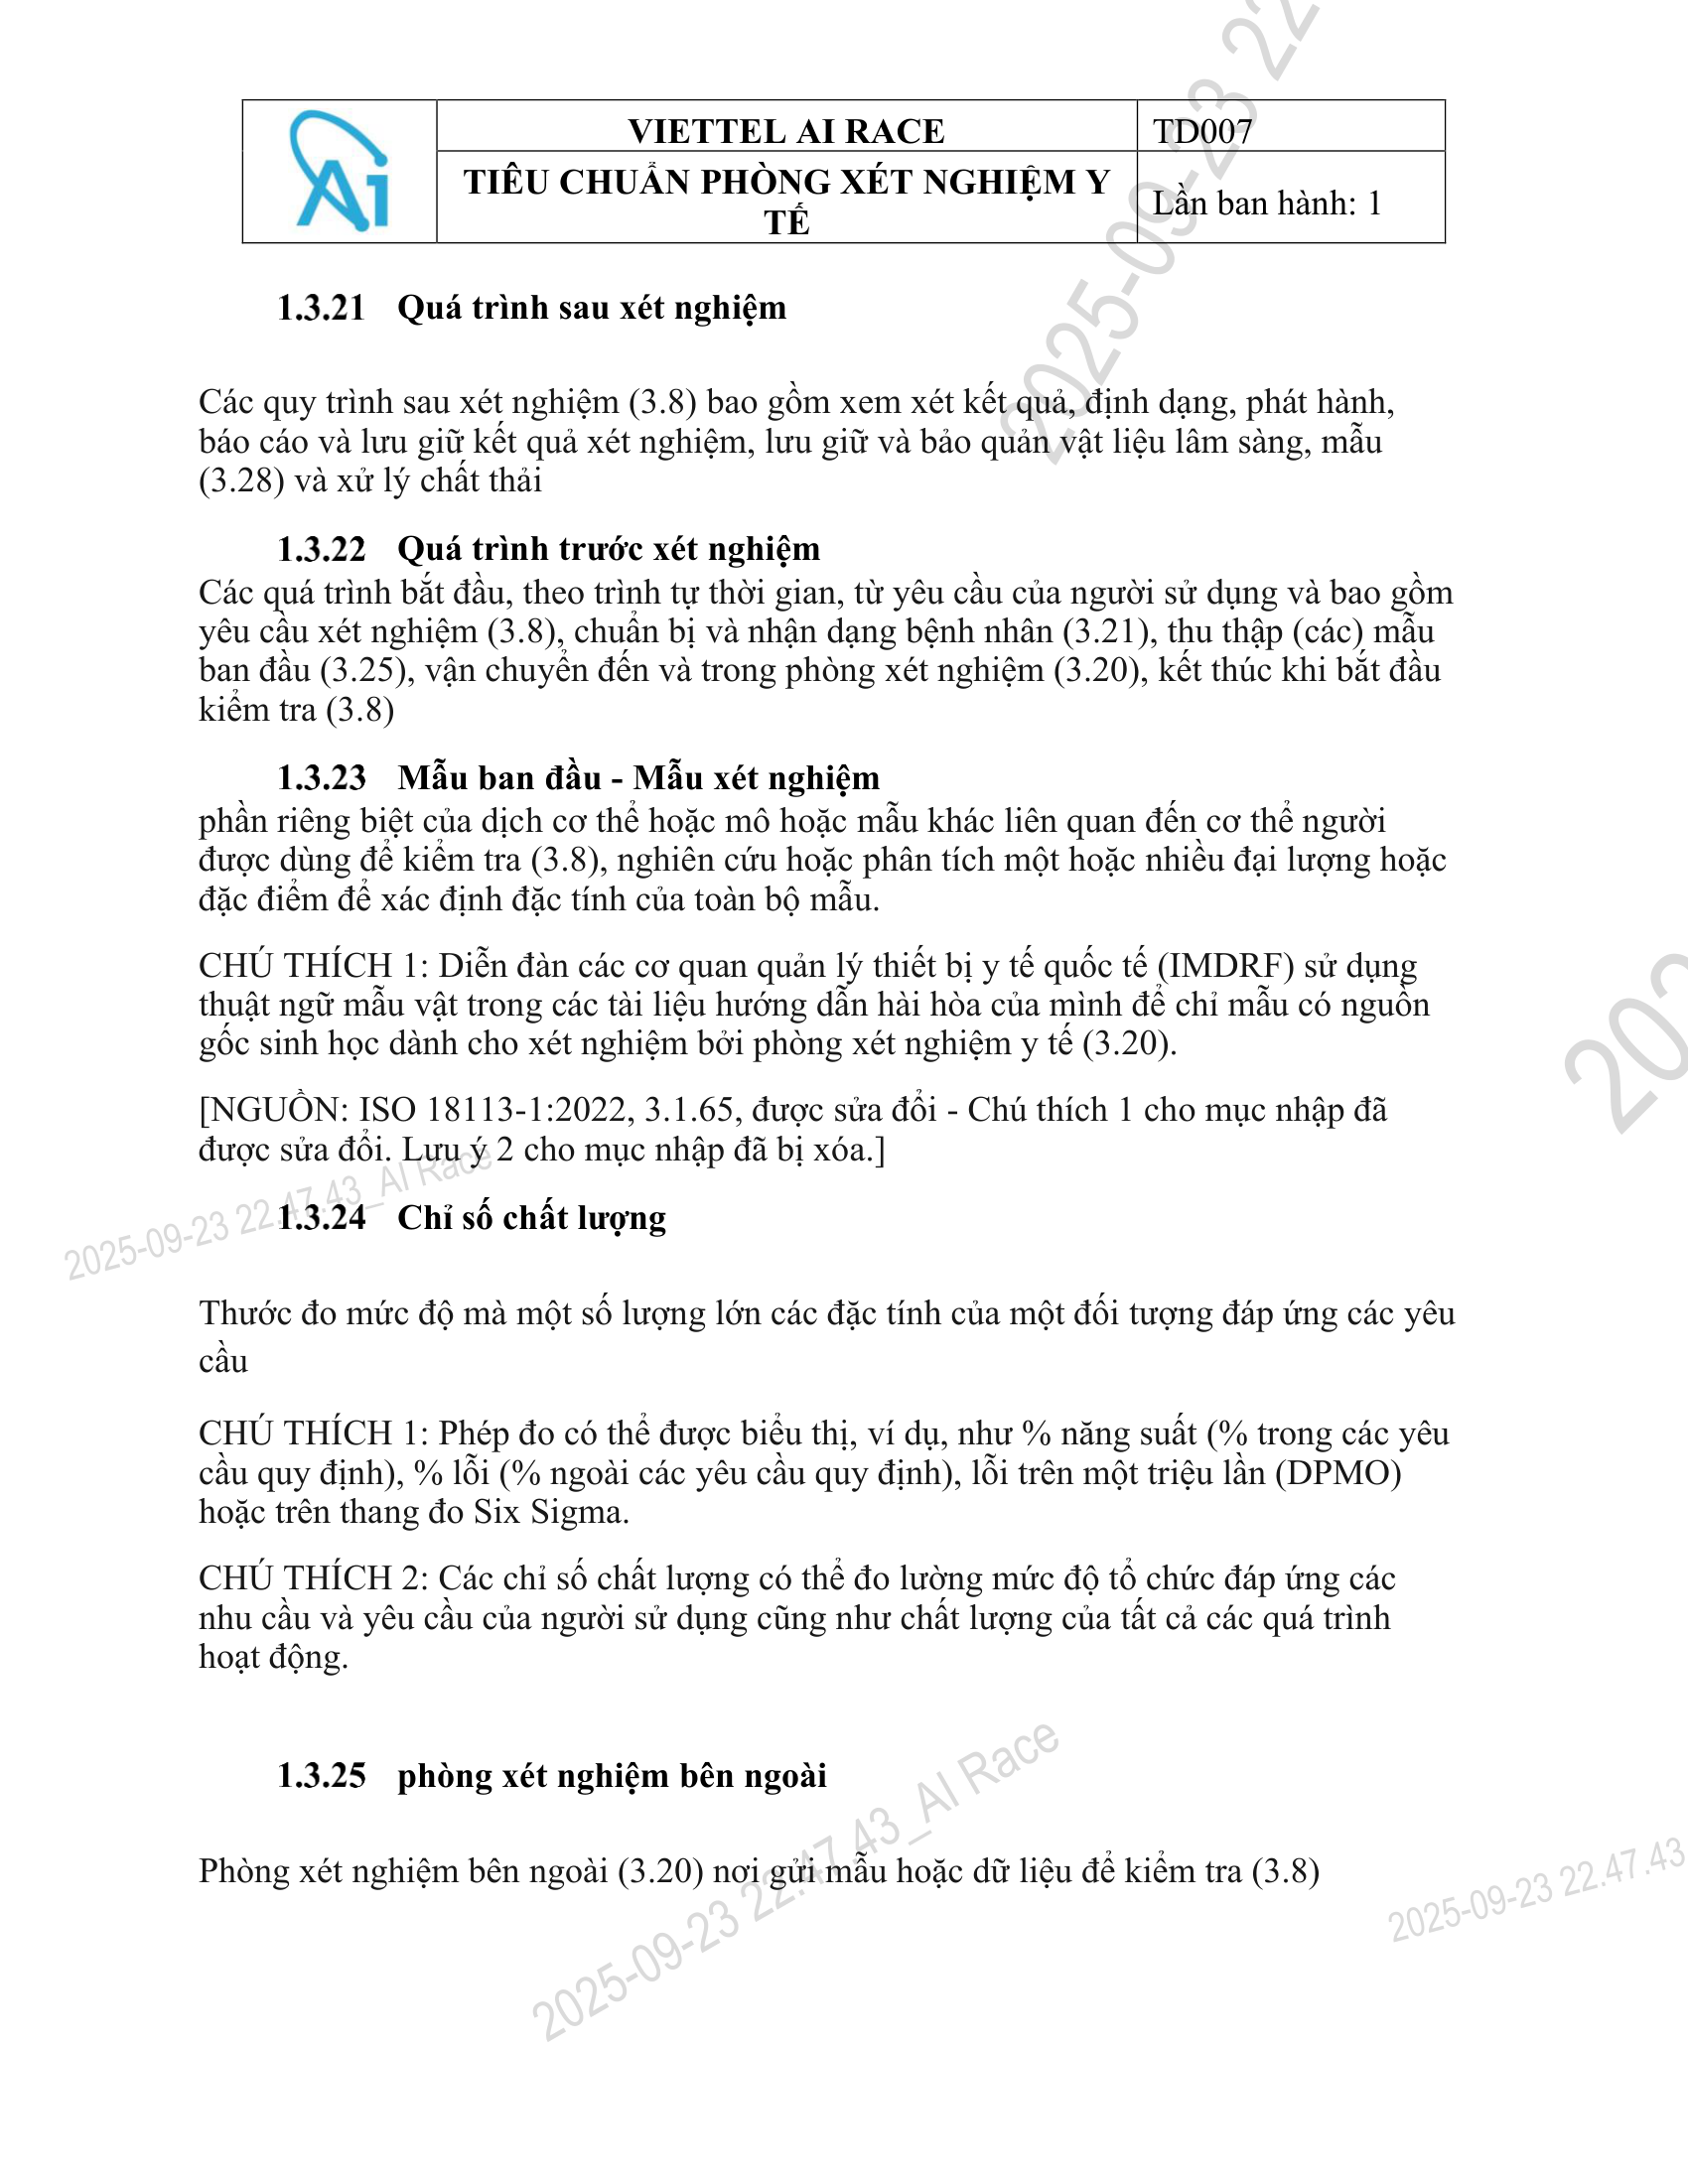 VIETTEL AI RACE
TD007
TIÊU CHUẨN PHÒNG XÉT NGHIỆM Y
TẾ
Lần ban hành: 1
1.3.21 Quá trình sau xét nghiệm
Các quy trình sau xét nghiệm (3.8) bao gồm xem xét kết quả, định dạng, phát hành,
báo cáo và lưu giữ kết quả xét nghiệm, lưu giữ và bảo quản vật liệu lâm sàng, mẫu
(3.28) và xử lý chất thải
1.3.22 Quá trình trước xét nghiệm
Các quá trình bắt đầu, theo trình tự thời gian, từ yêu cầu của người sử dụng và bao gồm
yêu cầu xét nghiệm (3.8), chuẩn bị và nhận dạng bệnh nhân (3.21), thu thập (các) mẫu
ban đầu (3.25), vận chuyển đến và trong phòng xét nghiệm (3.20), kết thúc khi bắt đầu
kiểm tra (3.8)
1.3.23 Mẫu ban đầu - Mẫu xét nghiệm
phần riêng biệt của dịch cơ thể hoặc mô hoặc mẫu khác liên quan đến cơ thể người
được dùng để kiểm tra (3.8), nghiên cứu hoặc phân tích một hoặc nhiều đại lượng hoặc
đặc điểm để xác định đặc tính của toàn bộ mẫu.
CHÚ THÍCH 1: Diễn đàn các cơ quan quản lý thiết bị y tế quốc tế (IMDRF) sử dụng
thuật ngữ mẫu vật trong các tài liệu hướng dẫn hài hòa của mình để chỉ mẫu có nguồn
gốc sinh học dành cho xét nghiệm bởi phòng xét nghiệm y tế (3.20).
[NGUỒN: ISO 18113-1:2022, 3.1.65, được sửa đổi - Chú thích 1 cho mục nhập đã
được sửa đổi. Lưu ý 2 cho mục nhập đã bị xóa.]
2025-09-23 22.47.43_AI Race
1.3.24 Chỉ số chất lượng
Thước đo mức độ mà một số lượng lớn các đặc tính của một đối tượng đáp ứng các yêu
cầu
CHÚ THÍCH 1: Phép đo có thể được biểu thị, ví dụ, như % năng suất (% trong các yêu
cầu quy định), % lỗi (% ngoài các yêu cầu quy định), lỗi trên một triệu lần (DPMO)
hoặc trên thang đo Six Sigma.
CHÚ THÍCH 2: Các chỉ số chất lượng có thể đo lường mức độ tổ chức đáp ứng các
nhu cầu và yêu cầu của người sử dụng cũng như chất lượng của tất cả các quá trình
hoạt động.
1.3.25 phòng xét nghiệm bên ngoài
Phòng xét nghiệm bên ngoài (3.20) nơi gửi mẫu hoặc dữ liệu để kiểm tra (3.8)
2025-09-23 22.47.43_AI Race
2025-09-23 22.47.43
2025-09-23 22
202